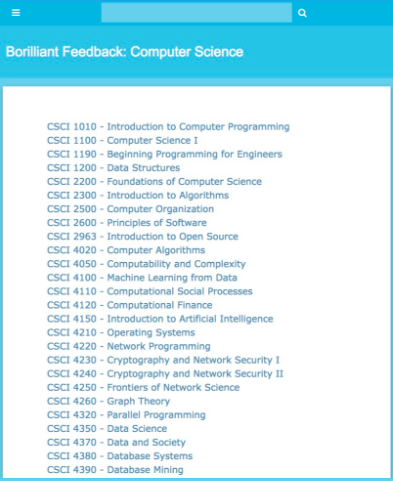 Borilliant Feedback: Computer Science
CSCI 1010 - Introduction to Computer Programming
CSCI 1100 - Computer Science I
CSCI 1190 - Beginning Programming for Engineers
CSCI 1200 - Data Structures
CSCI 2200 - Foundations of Computer Science
CSCI 2300 - Introduction to Algorithms
CSCI 2500 - Computer Organization
CSCI 2600 - Principles of Software
CSCI 2963 - Introduction to Open Source
CSCI 4020 - Computer Algorithms
CSCI 4050 - Computability and Complexity
CSCI 4100 - Machine Learning from Data
CSCI 4110 - Computational Social Processes
CSCI 4120 - Computational Finance
CSCI 4150 - Introduction to Artificial Intelligence
CSCI 4210 - Operating Systems
CSCI 4220 - Network Programming
CSCI 4230 - Cryptography and Network Security I
CSCI 4240 - Cryptography and Network Security II
CSCI 4250 - Frontiers of Network Science
CSCI 4260 - Graph Theory
CSCI 4320 - Parallel Programming
CSCI 4350 - Data Science
CSCI 4370 - Data and Society
CSCI 4380 - Database Systems
CSCI 4390 - Database Mining